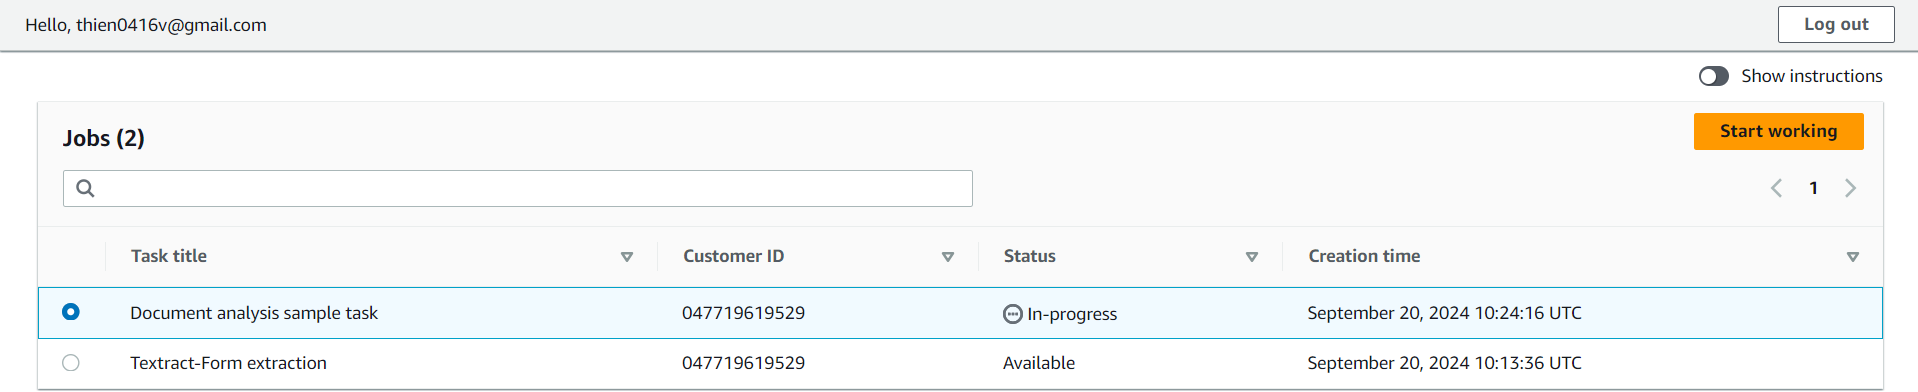 Hello, thien0416v@gmail.com
Log out
Show instructions
Jobs (2)
Start working
1
Task title Customer ID Status Creation time
Document analysis sample task 047719619529 In-progress September 20, 2024 10:24:16 UTC
Textract-Form extraction 047719619529 Available September 20, 2024 10:13:36 UTC